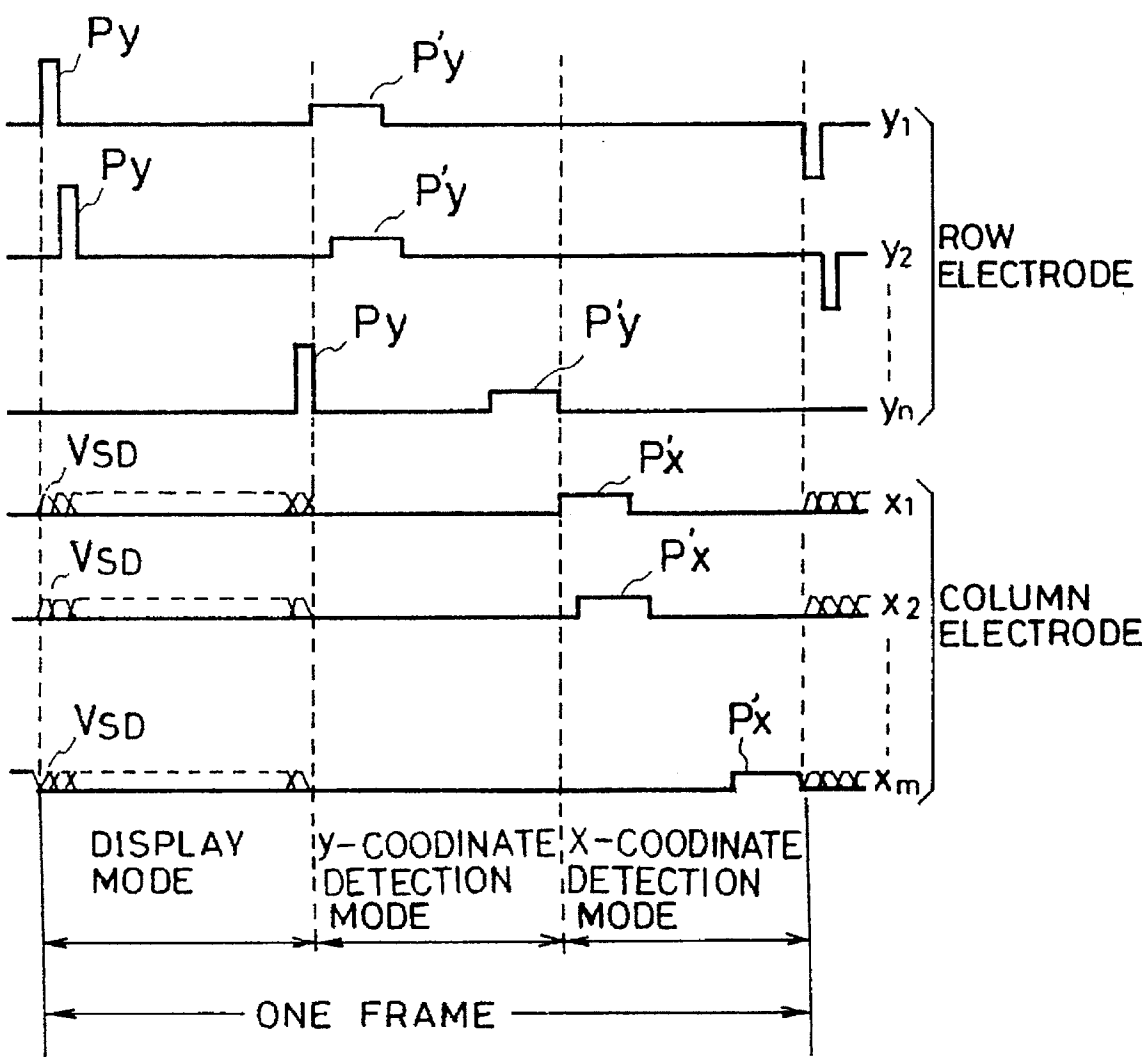 Py
P'y
y1
Py
P'y
y2
ROW
ELECTRODE
Py
P'y
yn
VSD
P'x
x1
VSD
P'x
x2
COLUMN
ELECTRODE
VSD
P'x
xm
DISPLAY
MODE
y-COODINATE
DETECTION
MODE
X-COODINATE
DETECTION
MODE
ONE FRAME